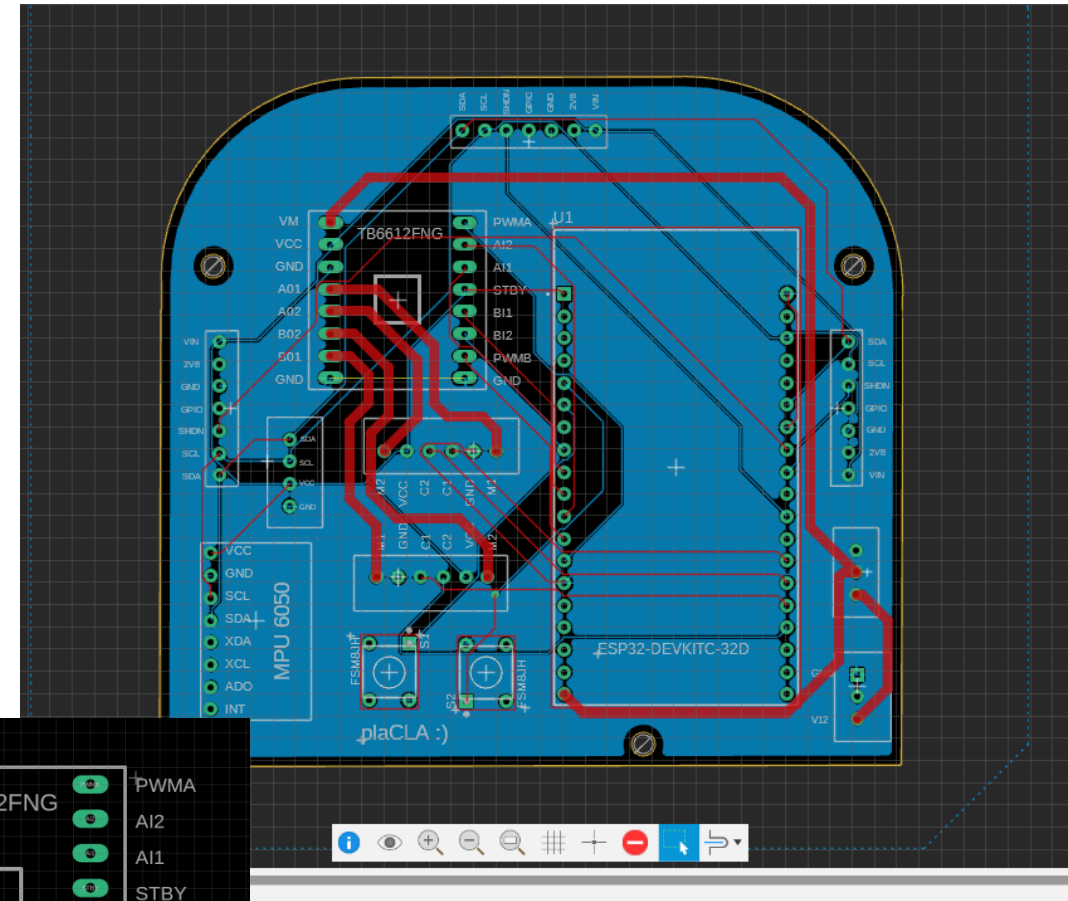 SDA
SCL
SHDN
GPIO
GND
2V8
VIN
VM
VCC
GND
A01
A02
B02
B01
GND
TB6612FNG
PWMA
AI2
AI1
STBY
BI1
BI2
PWMB
GND
U1
VIN
2V8
GND
GPIO
SHDN
SCL
SDA
SDA
SCL
VCC
GND
SDA
SCL
SHDN
GPIO
GND
2V8
VIN
M2
VCC
C2
C1
GND
M1
M1
GND
C1
C2
M2
VCC
GND
SCL
SDA
XDA
XCL
ADO
INT
MPU 6050
FSM8JH
S1
S2
FSM8JH
ESP32-DEVKITC-32D
V12
plaCLA :)
2FNG
PWMA
AI2
AI1
STBY